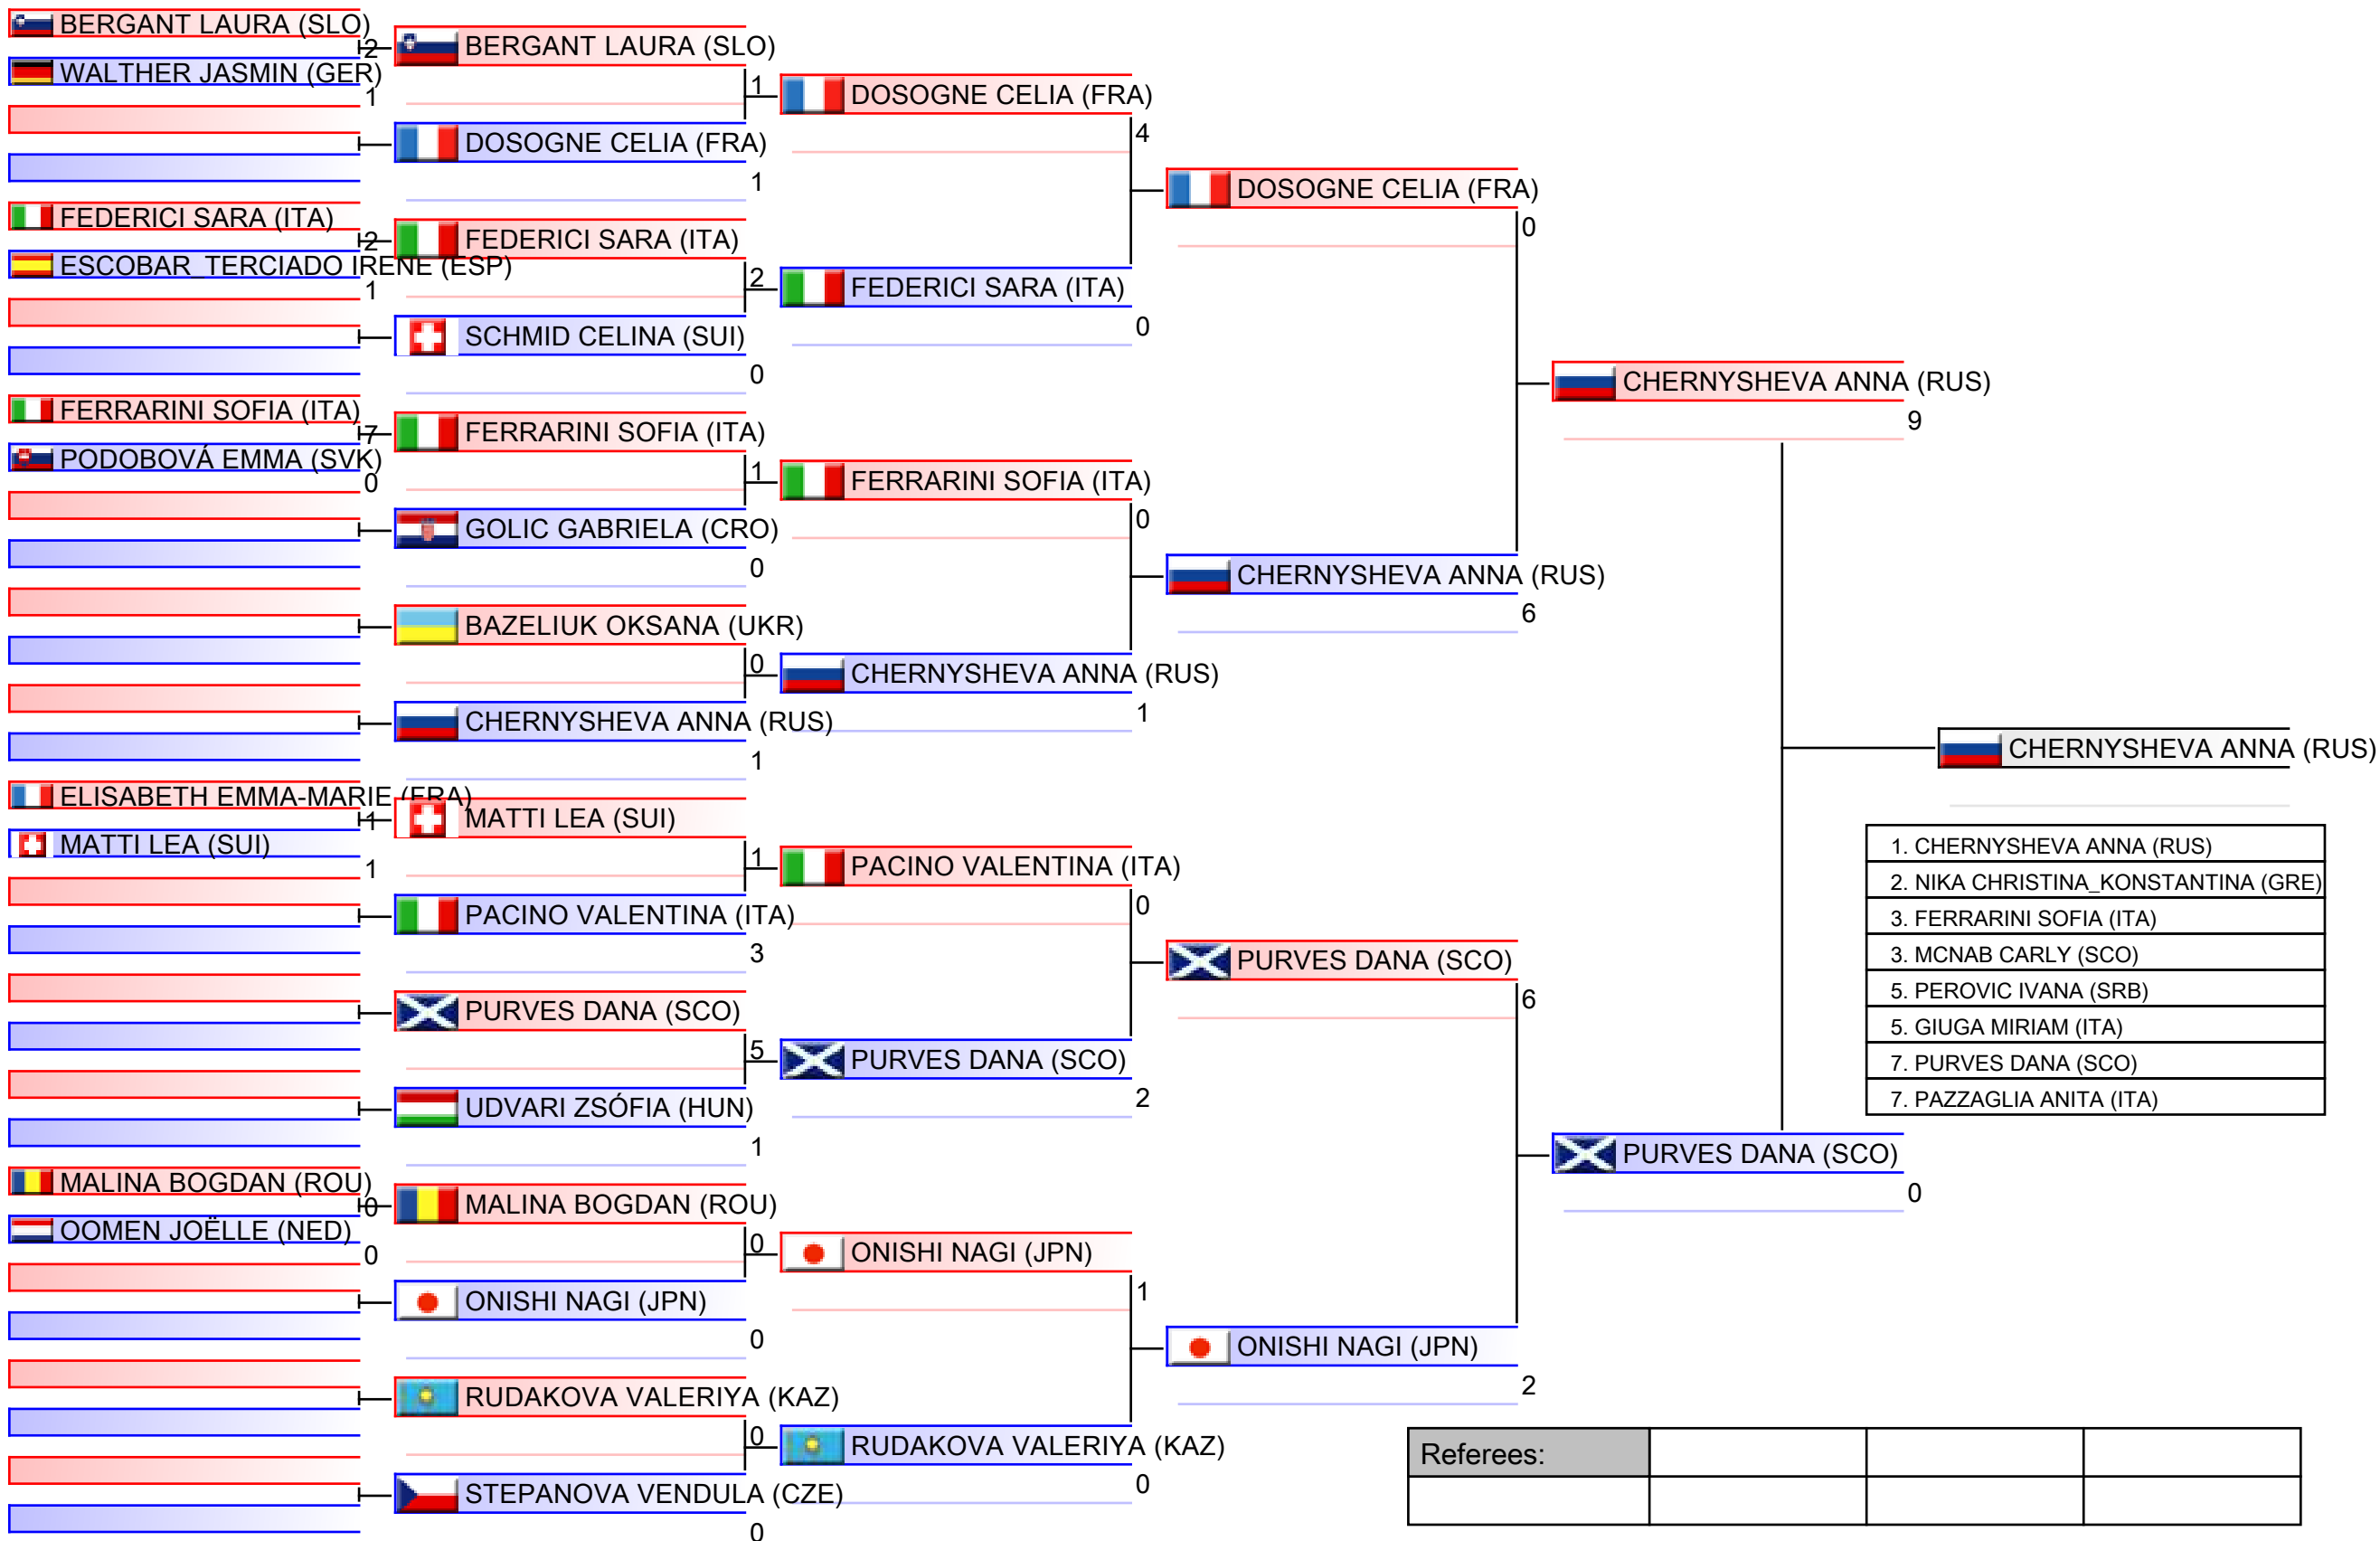 BERGANT LAURA (SLO)
2
WALTHER JASMIN (GER)
1
FEDERICI SARA (ITA)
2
ESCOBAR_TERCIADO IRENE (ESP)
1
FERRARINI SOFIA (ITA)
7
PODOBOVÁ EMMA (SVK)
0
ELISABETH EMMA-MARIE (FRA)
1
MATTI LEA (SUI)
1
MALINA BOGDAN (ROU)
0
OOMEN JOËLLE (NED)
0
BERGANT LAURA (SLO)
1
DOSOGNE CELIA (FRA)
1
FEDERICI SARA (ITA)
2
SCHMID CELINA (SUI)
0
FERRARINI SOFIA (ITA)
1
GOLIC GABRIELA (CRO)
0
BAZELIUK OKSANA (UKR)
0
CHERNYSHEVA ANNA (RUS)
1
MATTI LEA (SUI)
1
PACINO VALENTINA (ITA)
3
PURVES DANA (SCO)
5
UDVARI ZSÓFIA (HUN)
1
MALINA BOGDAN (ROU)
0
ONISHI NAGI (JPN)
0
RUDAKOVA VALERIYA (KAZ)
0
STEPANOVA VENDULA (CZE)
0
DOSOGNE CELIA (FRA)
4
FEDERICI SARA (ITA)
0
FERRARINI SOFIA (ITA)
0
CHERNYSHEVA ANNA (RUS)
1
PACINO VALENTINA (ITA)
0
PURVES DANA (SCO)
2
ONISHI NAGI (JPN)
1
RUDAKOVA VALERIYA (KAZ)
0
DOSOGNE CELIA (FRA)
0
CHERNYSHEVA ANNA (RUS)
6
PURVES DANA (SCO)
6
ONISHI NAGI (JPN)
2
CHERNYSHEVA ANNA (RUS)
9
PURVES DANA (SCO)
0
CHERNYSHEVA ANNA (RUS)
1. CHERNYSHEVA ANNA (RUS)
2. NIKA CHRISTINA_KONSTANTINA (GRE)
3. FERRARINI SOFIA (ITA)
3. MCNAB CARLY (SCO)
5. PEROVIC IVANA (SRB)
5. GIUGA MIRIAM (ITA)
7. PURVES DANA (SCO)
7. PAZZAGLIA ANITA (ITA)
Referees: